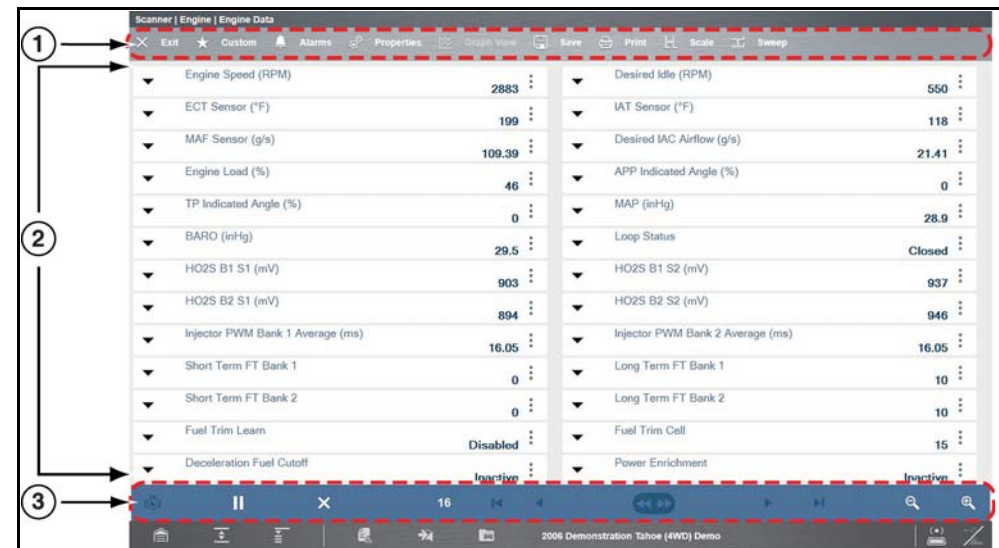 Scanner | Engine | Engine Data
1
Exit Custom Alarms Properties Graph View Save Print Scale Sweep
2
Engine Speed (RPM) 2883 Desired Idle (RPM) 550
ECT Sensor (°F) 199 IAT Sensor (°F) 118
MAF Sensor (g/s) 109.39 Desired IAC Airflow (g/s) 21.41
Engine Load (%) 46 APP Indicated Angle (%) 0
TP Indicated Angle (%) 0 MAP (inHg) 28.9
BARO (inHg) 29.5 Loop Status Closed
HO2S B1 S1 (mV) 903 HO2S B1 S2 (mV) 937
HO2S B2 S1 (mV) 894 HO2S B2 S2 (mV) 946
Injector PWM Bank 1 Average (ms) 16.05 Injector PWM Bank 2 Average (ms) 16.05
Short Term FT Bank 1 0 Long Term FT Bank 1 10
Short Term FT Bank 2 0 Long Term FT Bank 2 10
Fuel Trim Learn Disabled Fuel Trim Cell 15
Deceleration Fuel Cutoff Inactive Power Enrichment Inactive
3
16
2006 Demonstration Tahoe (4WD) Demo